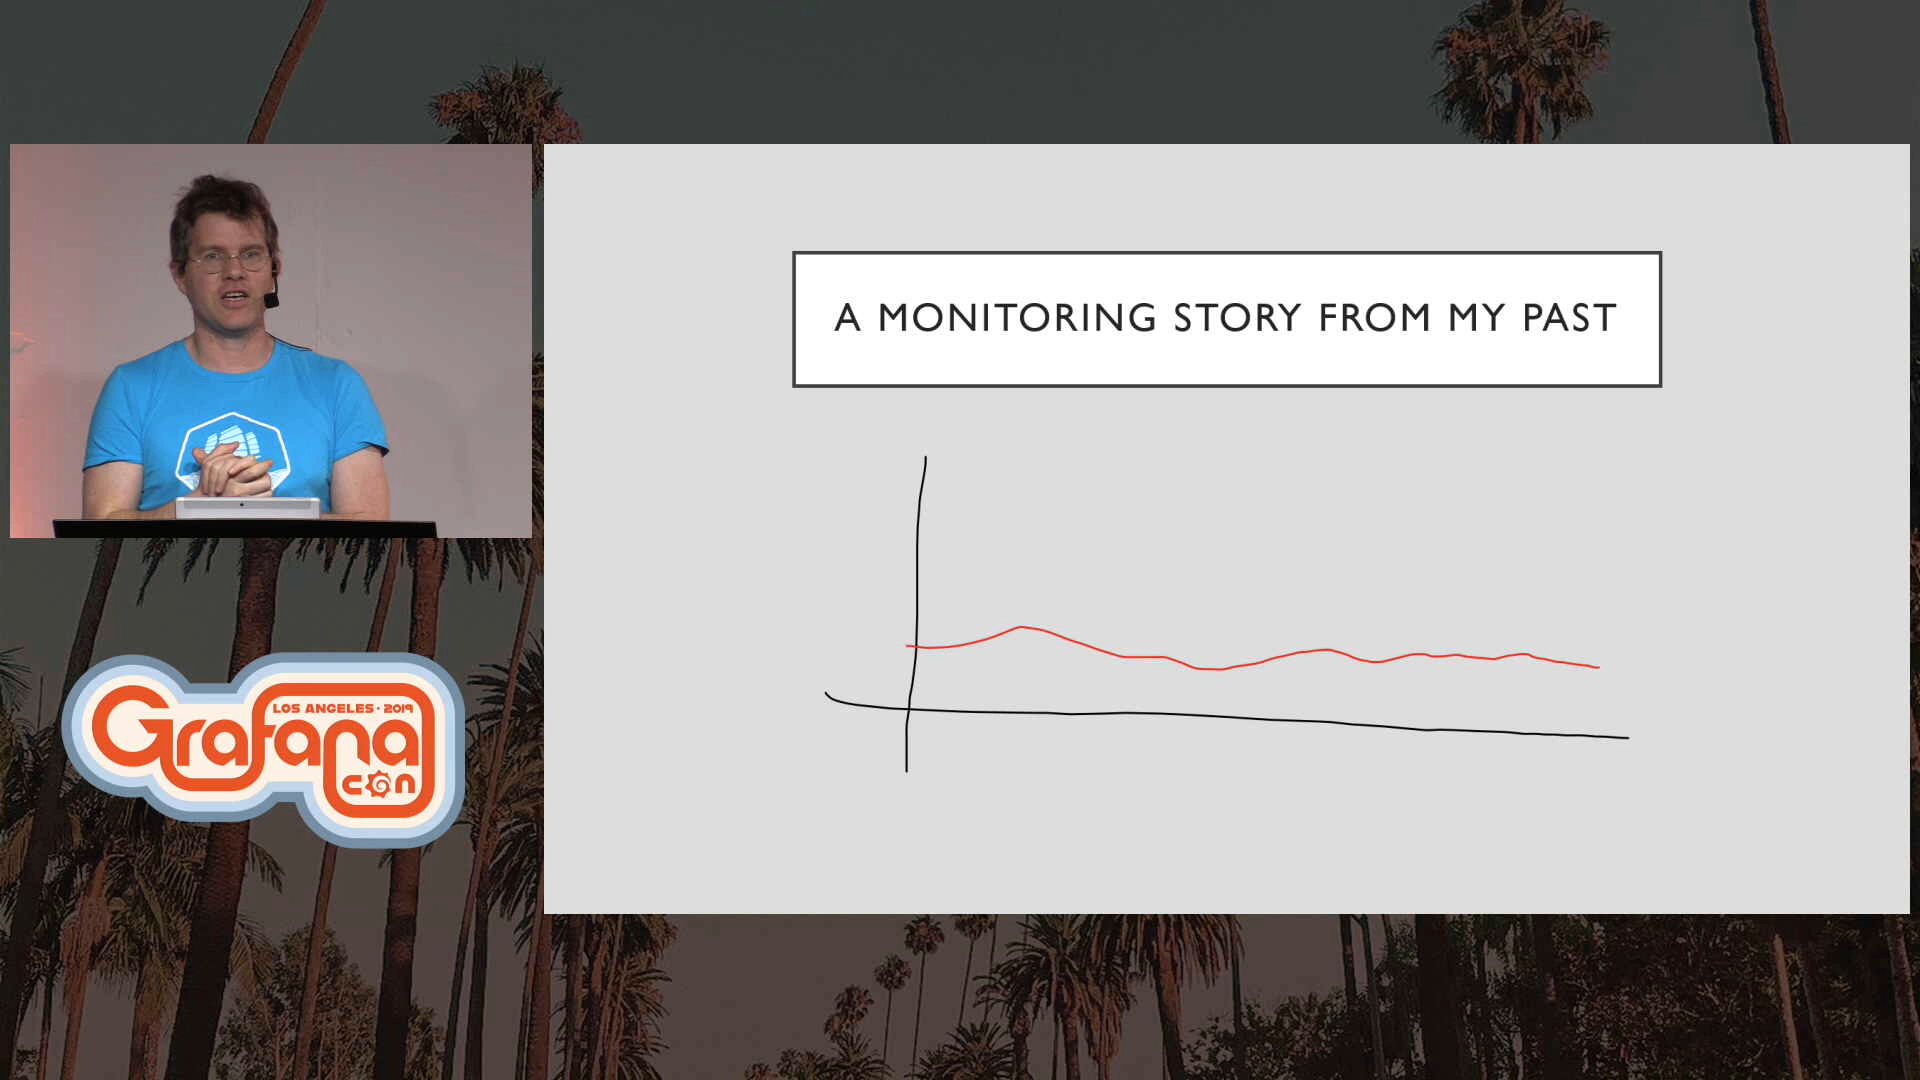 A MONITORING STORY FROM MY PAST
LOS ANGELES · 2019
Grafana
con